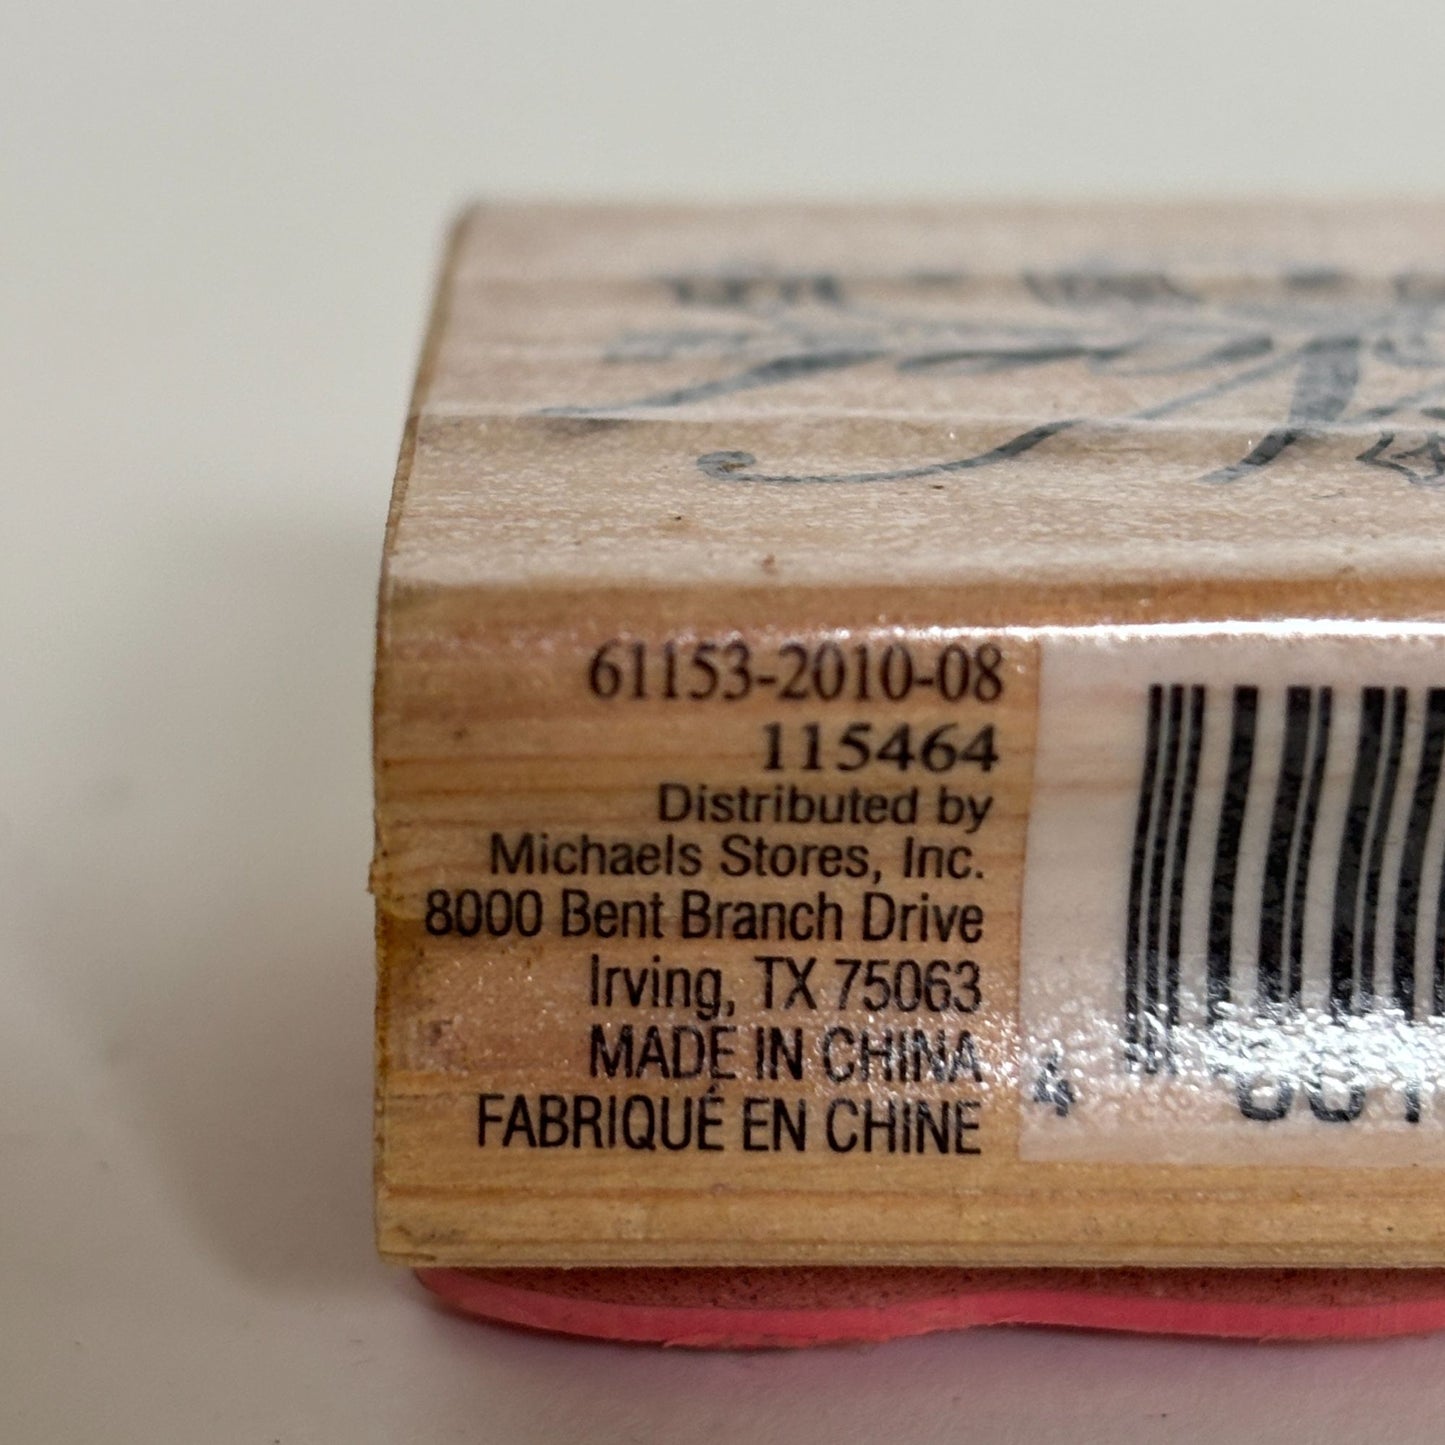 61153-2010-08
115464
Distributed by
Michaels Stores, Inc.
8000 Bent Branch Drive
Irving, TX 75063
MADE IN CHINA
FABRIQUÉ EN CHINE
4